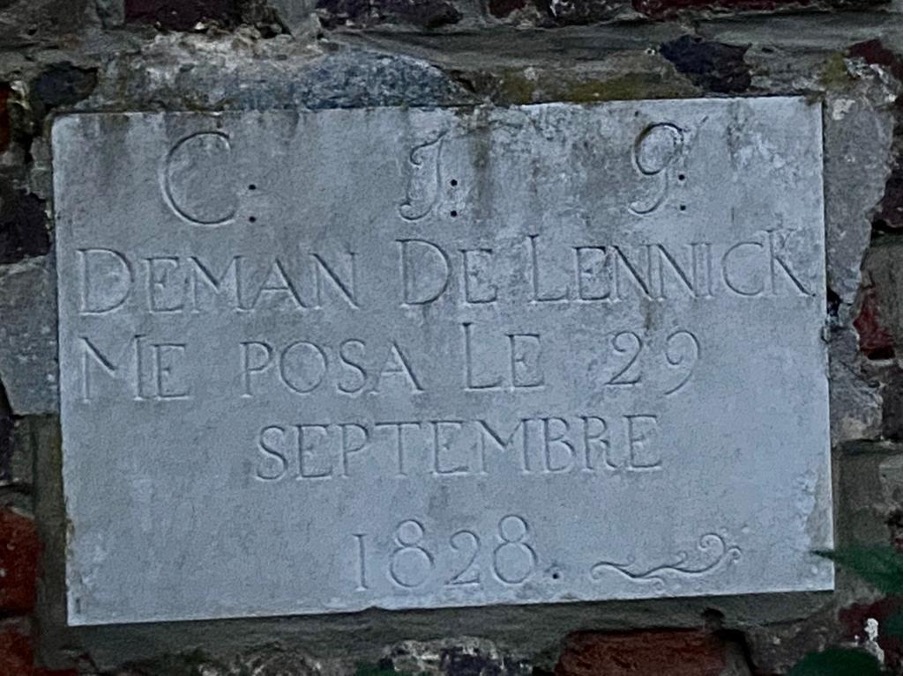 C. J. G.
DEMAN DE LENNICK
ME POSA LE 29
SEPTEMBRE
1828.